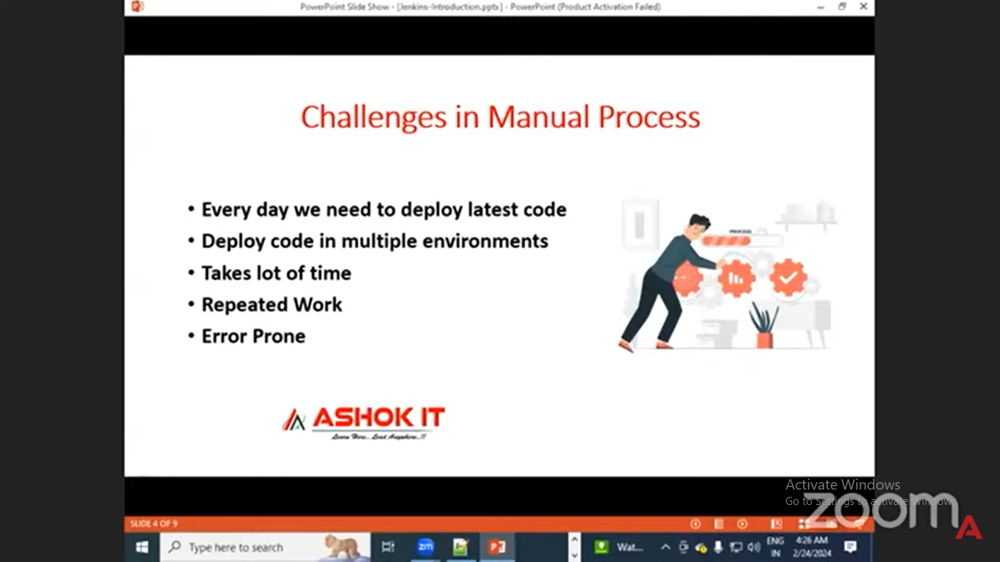 PowerPoint Slide Show - [Jenkins-Introduction.pptx] - PowerPoint (Product Activation Failed)
Challenges in Manual Process
• Every day we need to deploy latest code
• Deploy code in multiple environments
• Takes lot of time
• Repeated Work
• Error Prone
PROCESS
ASHOK IT
Learn Here.. Lead Anywhere..!!
Activate Windows
Go to Settings to activate Windows.
zoom
SLIDE 4 OF 9
Type here to search
zm
Wat...
ENG
IN
4:26 AM
2/24/2024